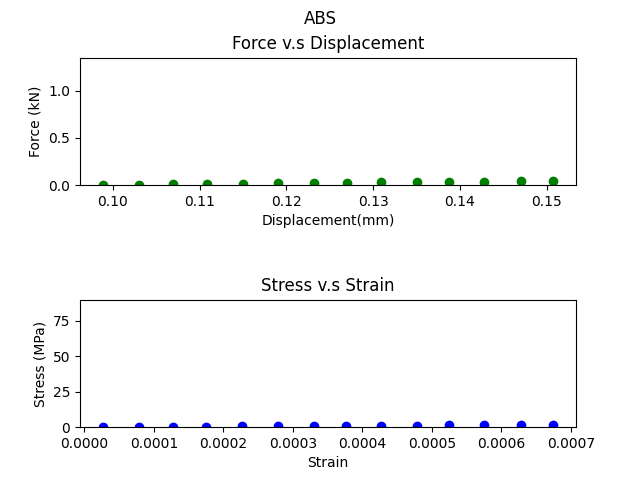 ABS
Force v.s Displacement
1.0
0.5
0.0
Force (kN)
0.10 0.11 0.12 0.13 0.14 0.15
Displacement(mm)
Stress v.s Strain
75
50
25
0
Stress (MPa)
0.0000 0.0001 0.0002 0.0003 0.0004 0.0005 0.0006 0.0007
Strain